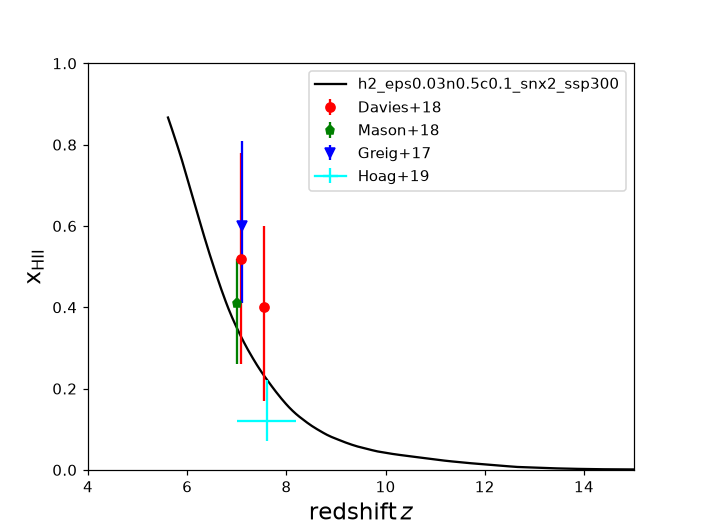 1.0
0.8
0.6
0.4
0.2
0.0
4 6 8 10 12 14
xHII
redshift z
h2_eps0.03n0.5c0.1_snx2_ssp300
Davies+18
Mason+18
Greig+17
Hoag+19